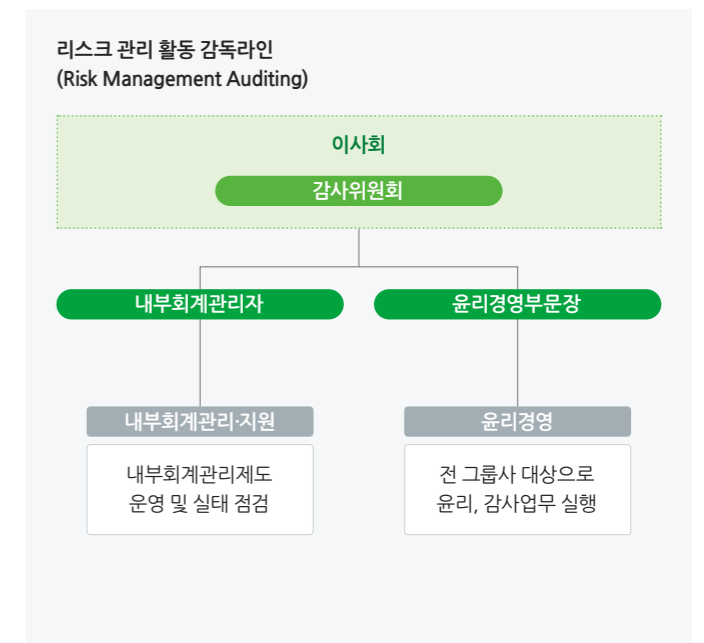 리스크 관리 활동 감독라인
(Risk Management Auditing)
이사회
감사위원회
내부회계관리자
윤리경영부문장
내부회계관리·지원
윤리경영
내부회계관리제도
운영 및 실태 점검
전 그룹사 대상으로
윤리, 감사업무 실행